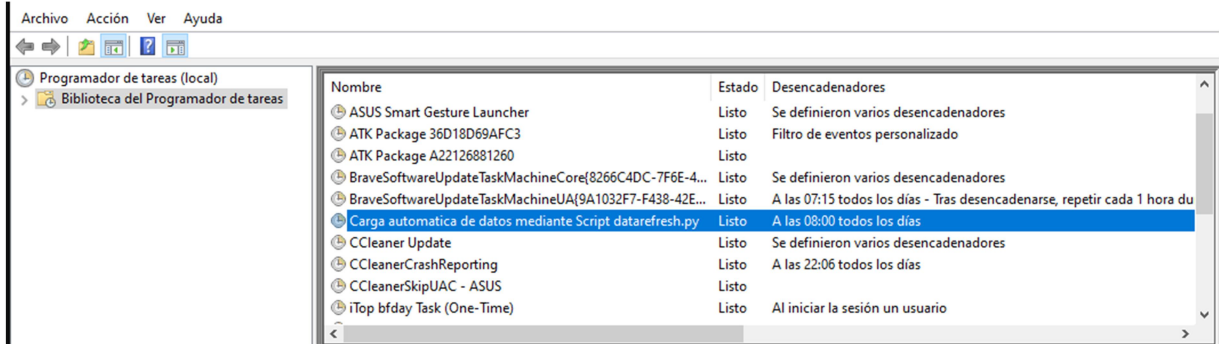 Archivo Acción Ver Ayuda
Programador de tareas (local)
Biblioteca del Programador de tareas
Nombre Estado Desencadenadores
ASUS Smart Gesture Launcher Listo Se definieron varios desencadenadores
ATK Package 36D18D69AFC3 Listo Filtro de eventos personalizado
ATK Package A22126881260 Listo
BraveSoftwareUpdateTaskMachineCore{8266C4DC-7F6E-4... Listo Se definieron varios desencadenadores
BraveSoftwareUpdateTaskMachineUA{9A1032F7-F438-42E... Listo A las 07:15 todos los días - Tras desencadenarse, repetir cada 1 hora du
Carga automatica de datos mediante Script datarefresh.py Listo A las 08:00 todos los días
CCleaner Update Listo Se definieron varios desencadenadores
CCleanerCrashReporting Listo A las 22:06 todos los días
CCleanerSkipUAC - ASUS Listo
iTop bfday Task (One-Time) Listo Al iniciar la sesión un usuario